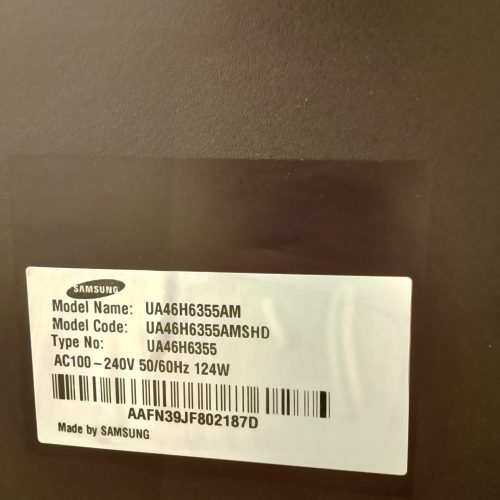 SAMSUNG
Model Name: UA46H6355AM
Model Code: UA46H6355AMSHD
Type No: UA46H6355
AC100-240V 50/60Hz 124W
AAFN39JF802187D
Made by SAMSUNG